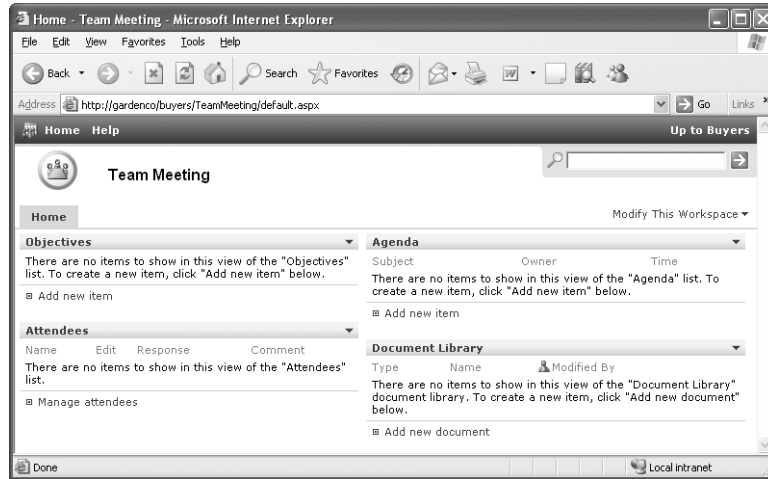 Home - Team Meeting - Microsoft Internet Explorer
File Edit View Favorites Tools Help
Back Search Favorites
Address http://gardenco/buyers/TeamMeeting/default.aspx Go Links
Home Help Up to Buyers
Team Meeting
Home Modify This Workspace
Objectives
There are no items to show in this view of the "Objectives"
list. To create a new item, click "Add new item" below.
Add new item
Attendees
Name Edit Response Comment
There are no items to show in this view of the "Attendees"
list.
Manage attendees
Agenda
Subject Owner Time
There are no items to show in this view of the "Agenda" list. To
create a new item, click "Add new item" below.
Add new item
Document Library
Type Name Modified By
There are no items to show in this view of the "Document Library"
document library. To create a new item, click "Add new document"
below.
Add new document
Done Local intranet